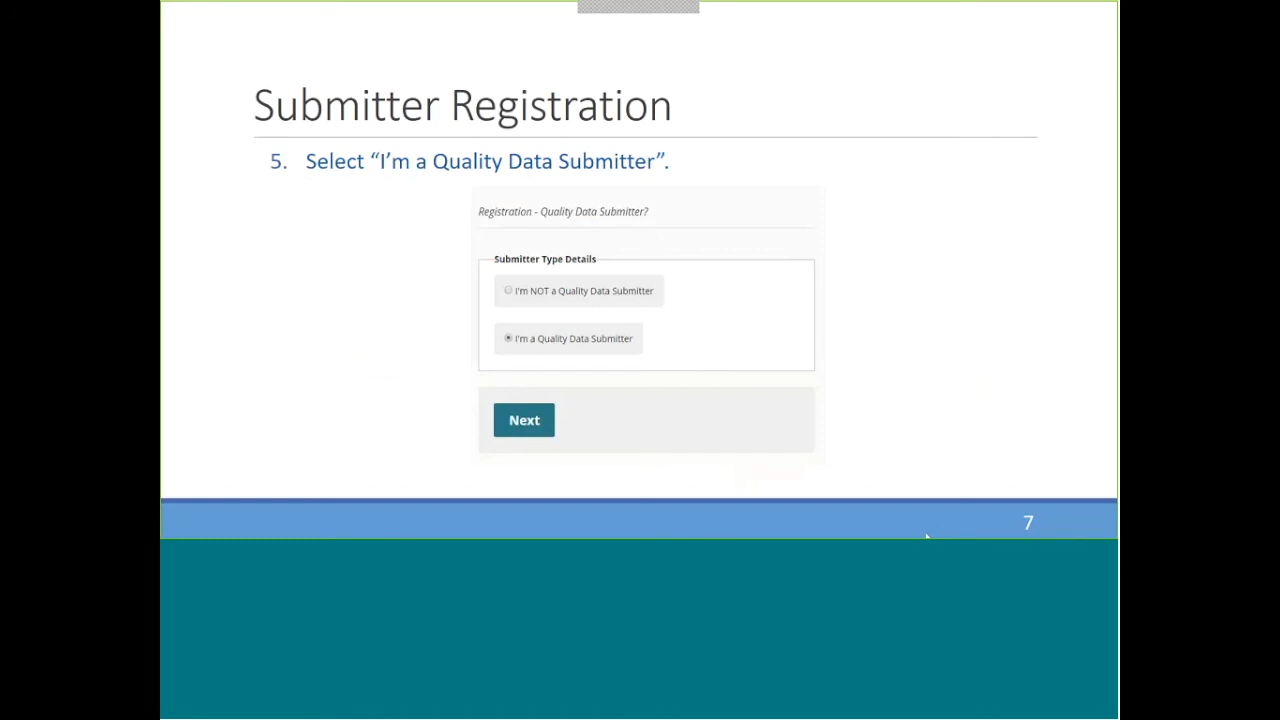 Submitter Registration
5. Select “I’m a Quality Data Submitter”.
Registration - Quality Data Submitter?
Submitter Type Details
I'm NOT a Quality Data Submitter
I'm a Quality Data Submitter
Next
7